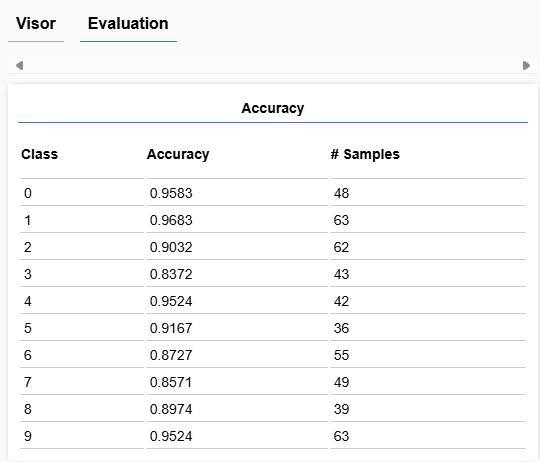 Visor Evaluation
Accuracy
Class Accuracy # Samples
0 0.9583 48
1 0.9683 63
2 0.9032 62
3 0.8372 43
4 0.9524 42
5 0.9167 36
6 0.8727 55
7 0.8571 49
8 0.8974 39
9 0.9524 63